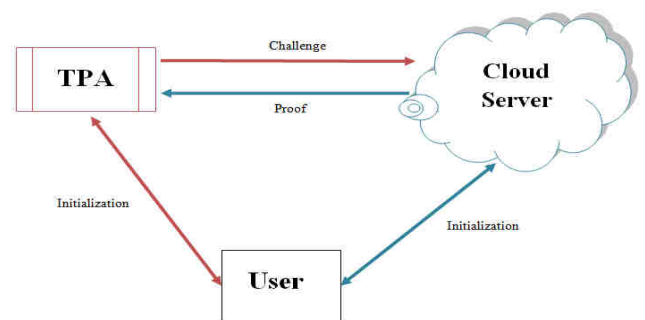 Challenge
TPA
Cloud
Server
Proof
Initialization
Initialization
User